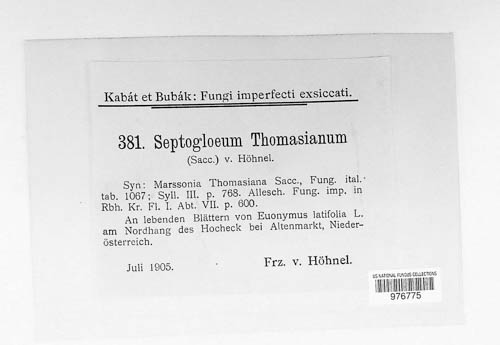 Kabát et Bubák: Fungi imperfecti exsiccati.
381. Septogloeum Thomasianum
(Sacc.) v. Höhnel.
Syn: Marssonia Thomasiana Sacc., Fung. ital.
tab. 1067; Syll. III. p. 768. Allesch. Fung. imp. in
Rbh. Kr. Fl. I. Abt. VII. p. 600.
An lebenden Blättern von Euonymus latifolia L.
am Nordhang des Hocheck bei Altenmarkt, Nieder-
österreich.
Juli 1905. Frz. v. Höhnel.
US NATIONAL FUNGUS COLLECTIONS
976775